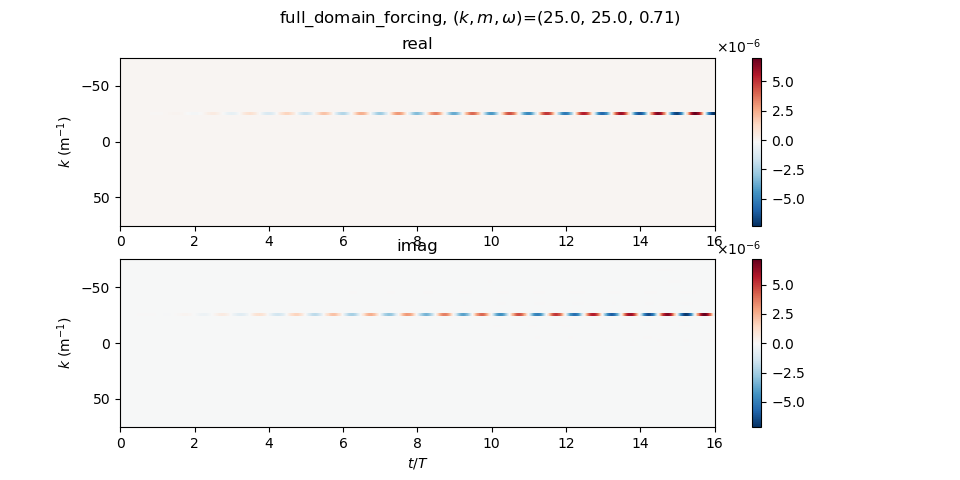 full_domain_forcing, (k, m, ω)=(25.0, 25.0, 0.71)
real
×10⁻⁶
−50
0
50
k (m⁻¹)
5.0
2.5
0.0
−2.5
−5.0
0 2 4 6 8 10 12 14 16
imag
×10⁻⁶
−50
0
50
k (m⁻¹)
5.0
2.5
0.0
−2.5
−5.0
0 2 4 6 8 10 12 14 16
t/T